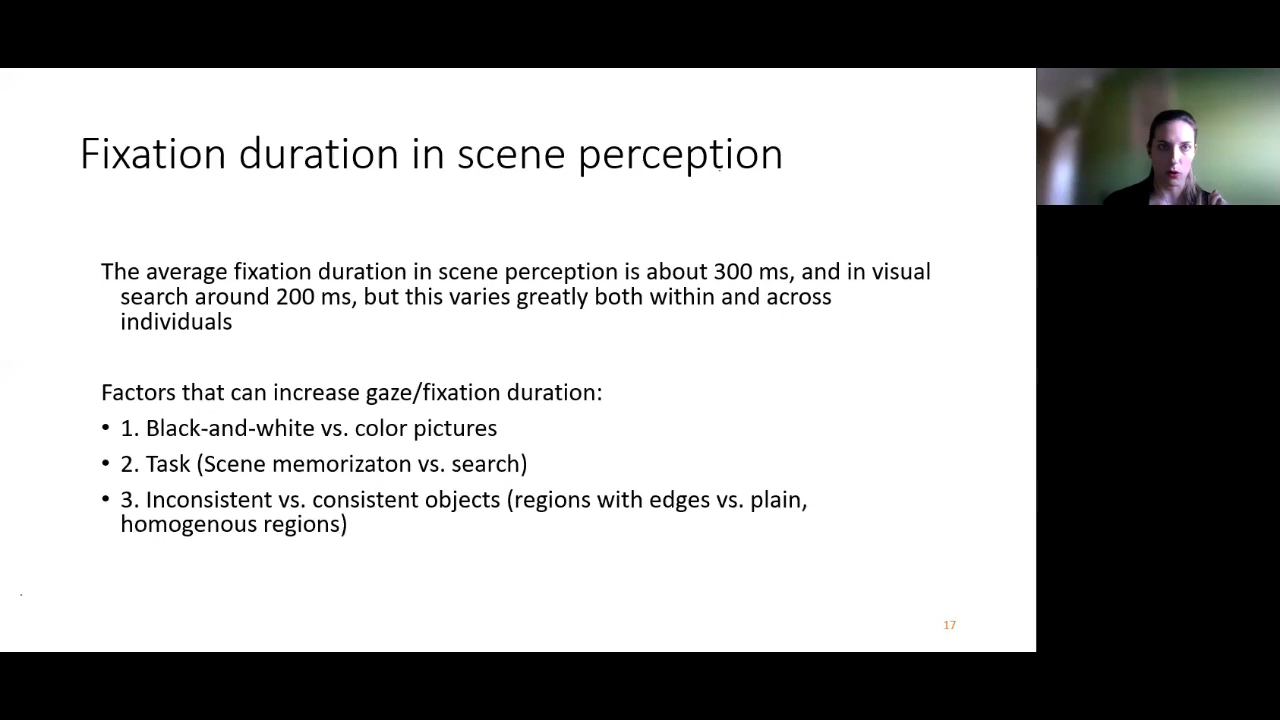 Fixation duration in scene perception
The average fixation duration in scene perception is about 300 ms, and in visual
search around 200 ms, but this varies greatly both within and across
individuals
Factors that can increase gaze/fixation duration:
• 1. Black-and-white vs. color pictures
• 2. Task (Scene memorizaton vs. search)
• 3. Inconsistent vs. consistent objects (regions with edges vs. plain,
homogenous regions)
17